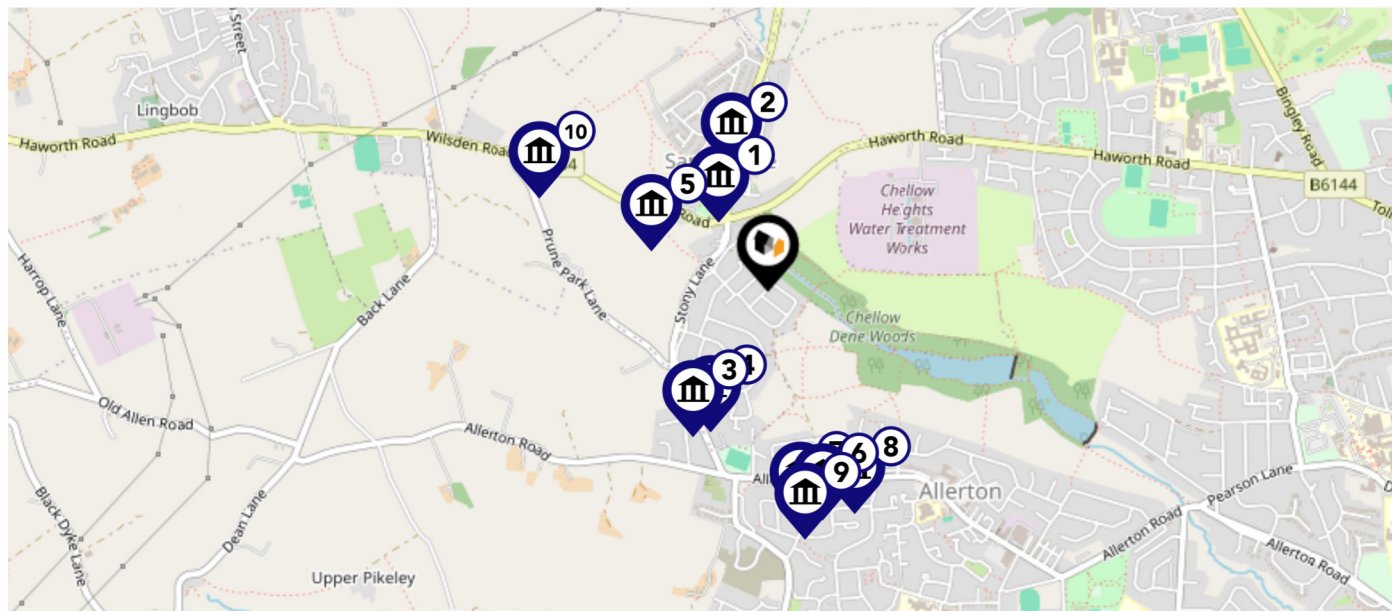 Street
Lingbob
Haworth Road
Wilsden Road
10
2
1
5
Road
Haworth Road
Haworth Road
B6144
Bingley Road
Chellow
Heights
Water Treatment
Works
Prune Park Lane
Stony Lane
Chellow
Dene Woods
Harrop Lane
Back Lane
3
4
Old Allen Road
Allerton Road
6
8
9
Allerton
Pearson Lane
Allerton Road
Allerton Road
Black Dyke Lane
Dean Lane
Upper Pikeley